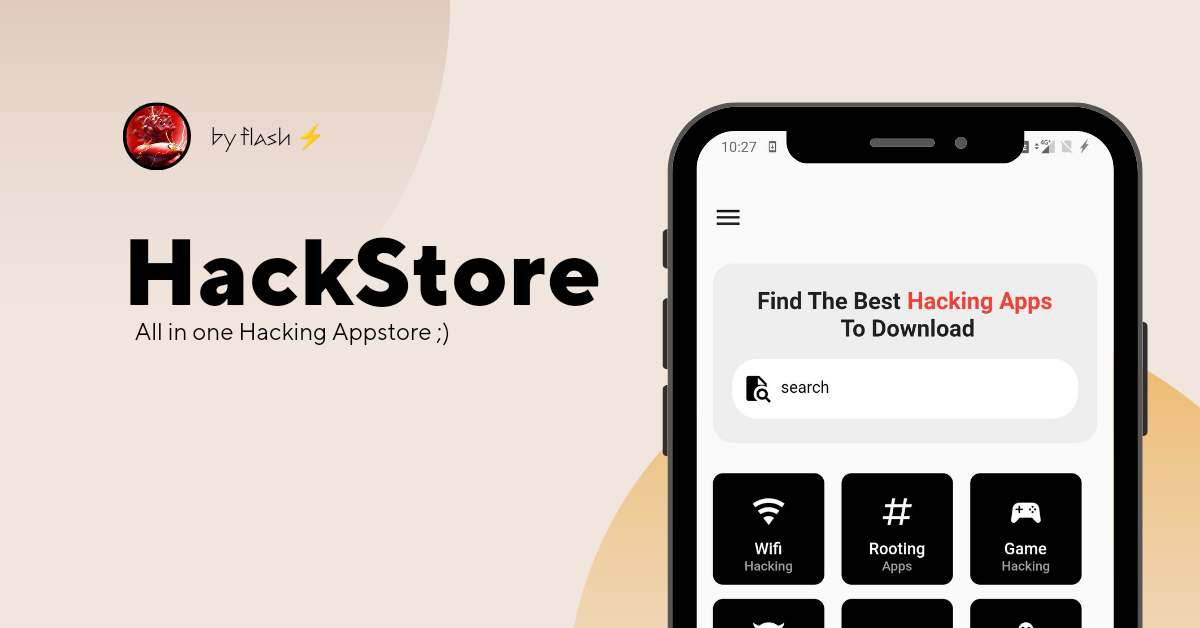 by flash ⚡
HackStore
All in one Hacking Appstore ;)
10:27
4G
Find The Best Hacking Apps
To Download
search
Wifi
Hacking
Rooting
Apps
Game
Hacking